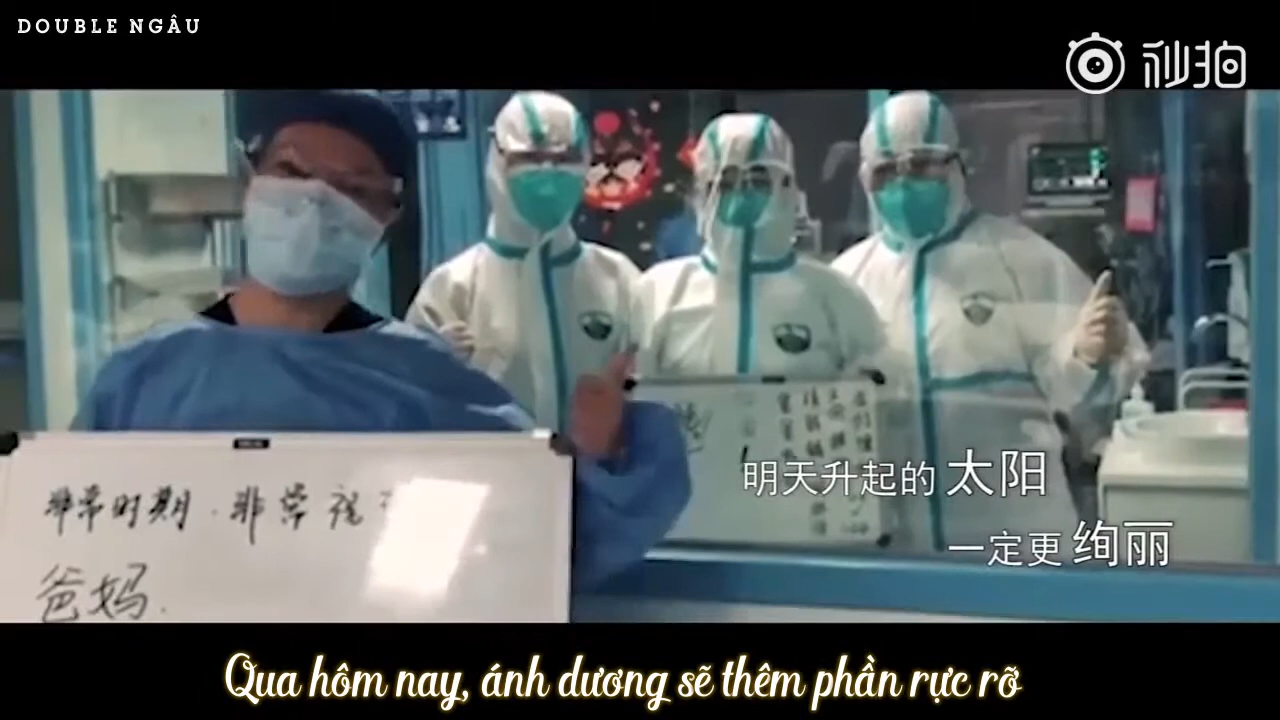 DOUBLE NGÂU
秒拍
明天升起的太阳
一定更绚丽
非常时期.非常祝
爸妈.
Qua hôm nay, ánh dương sẽ thêm phần rực rỡ